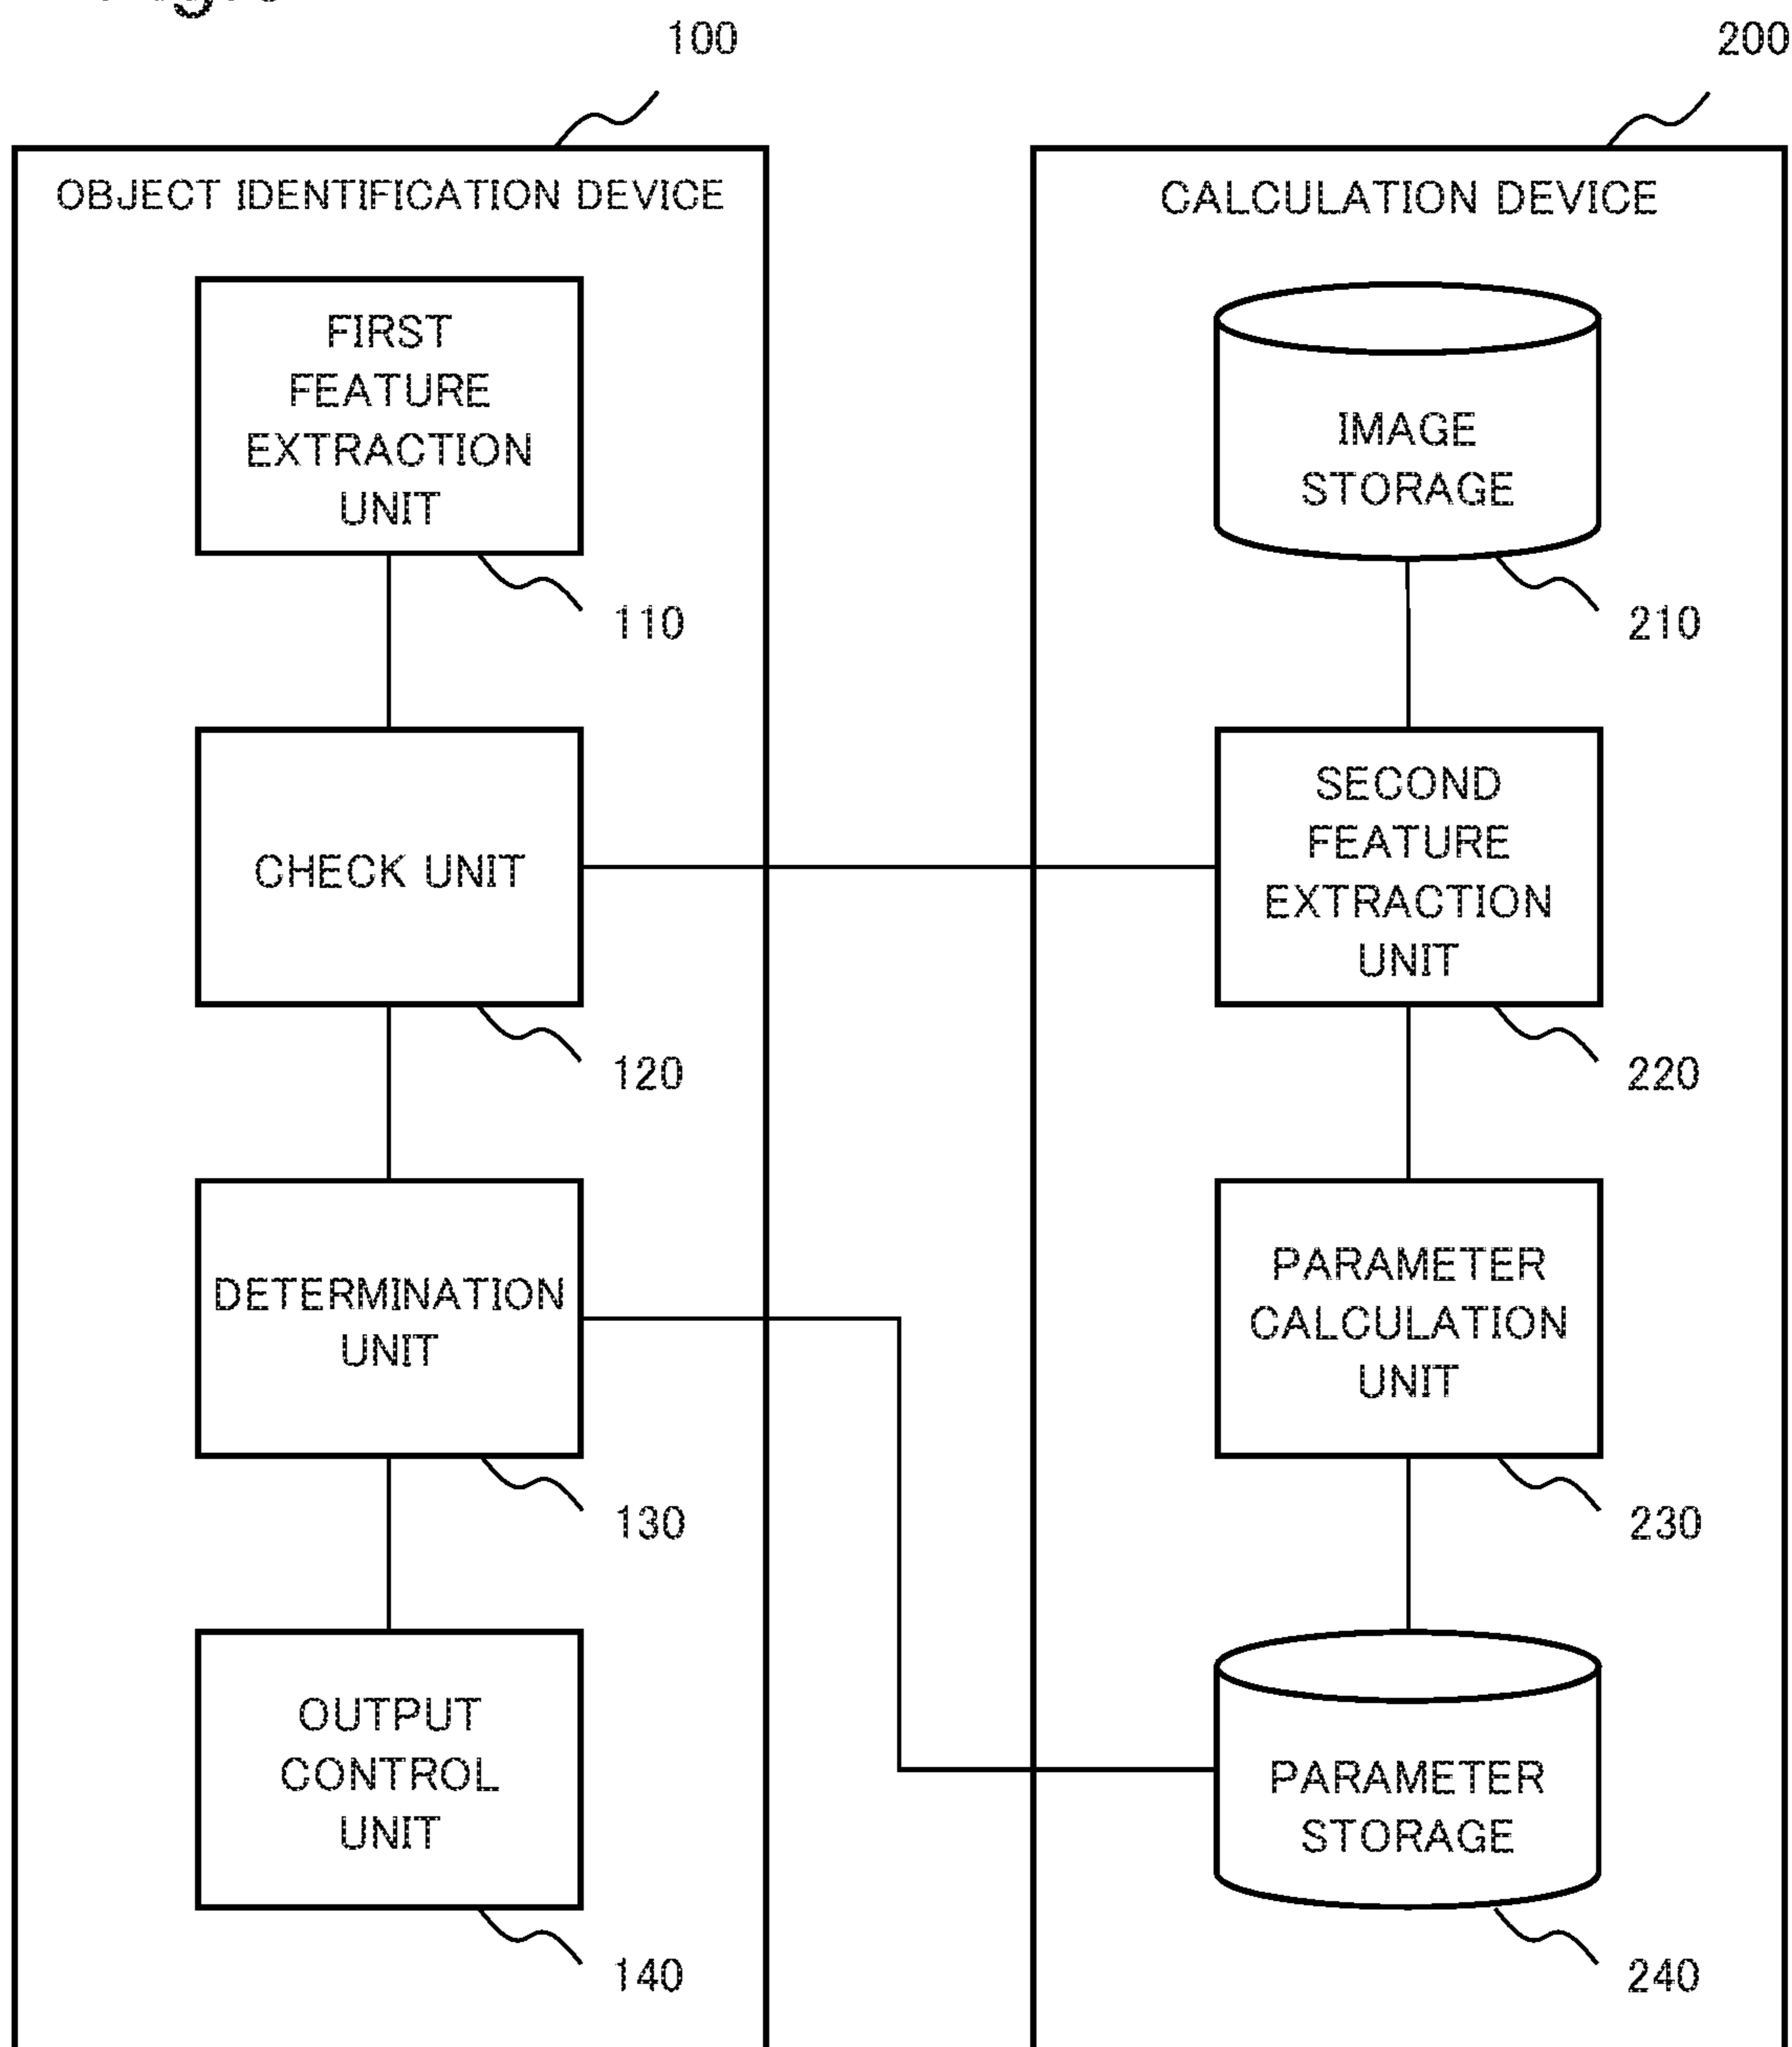 100
200
OBJECT IDENTIFICATION DEVICE
CALCULATION DEVICE
FIRST
FEATURE
EXTRACTION
UNIT
110
IMAGE
STORAGE
210
CHECK UNIT
120
SECOND
FEATURE
EXTRACTION
UNIT
220
DETERMINATION
UNIT
130
PARAMETER
CALCULATION
UNIT
230
OUTPUT
CONTROL
UNIT
140
PARAMETER
STORAGE
240